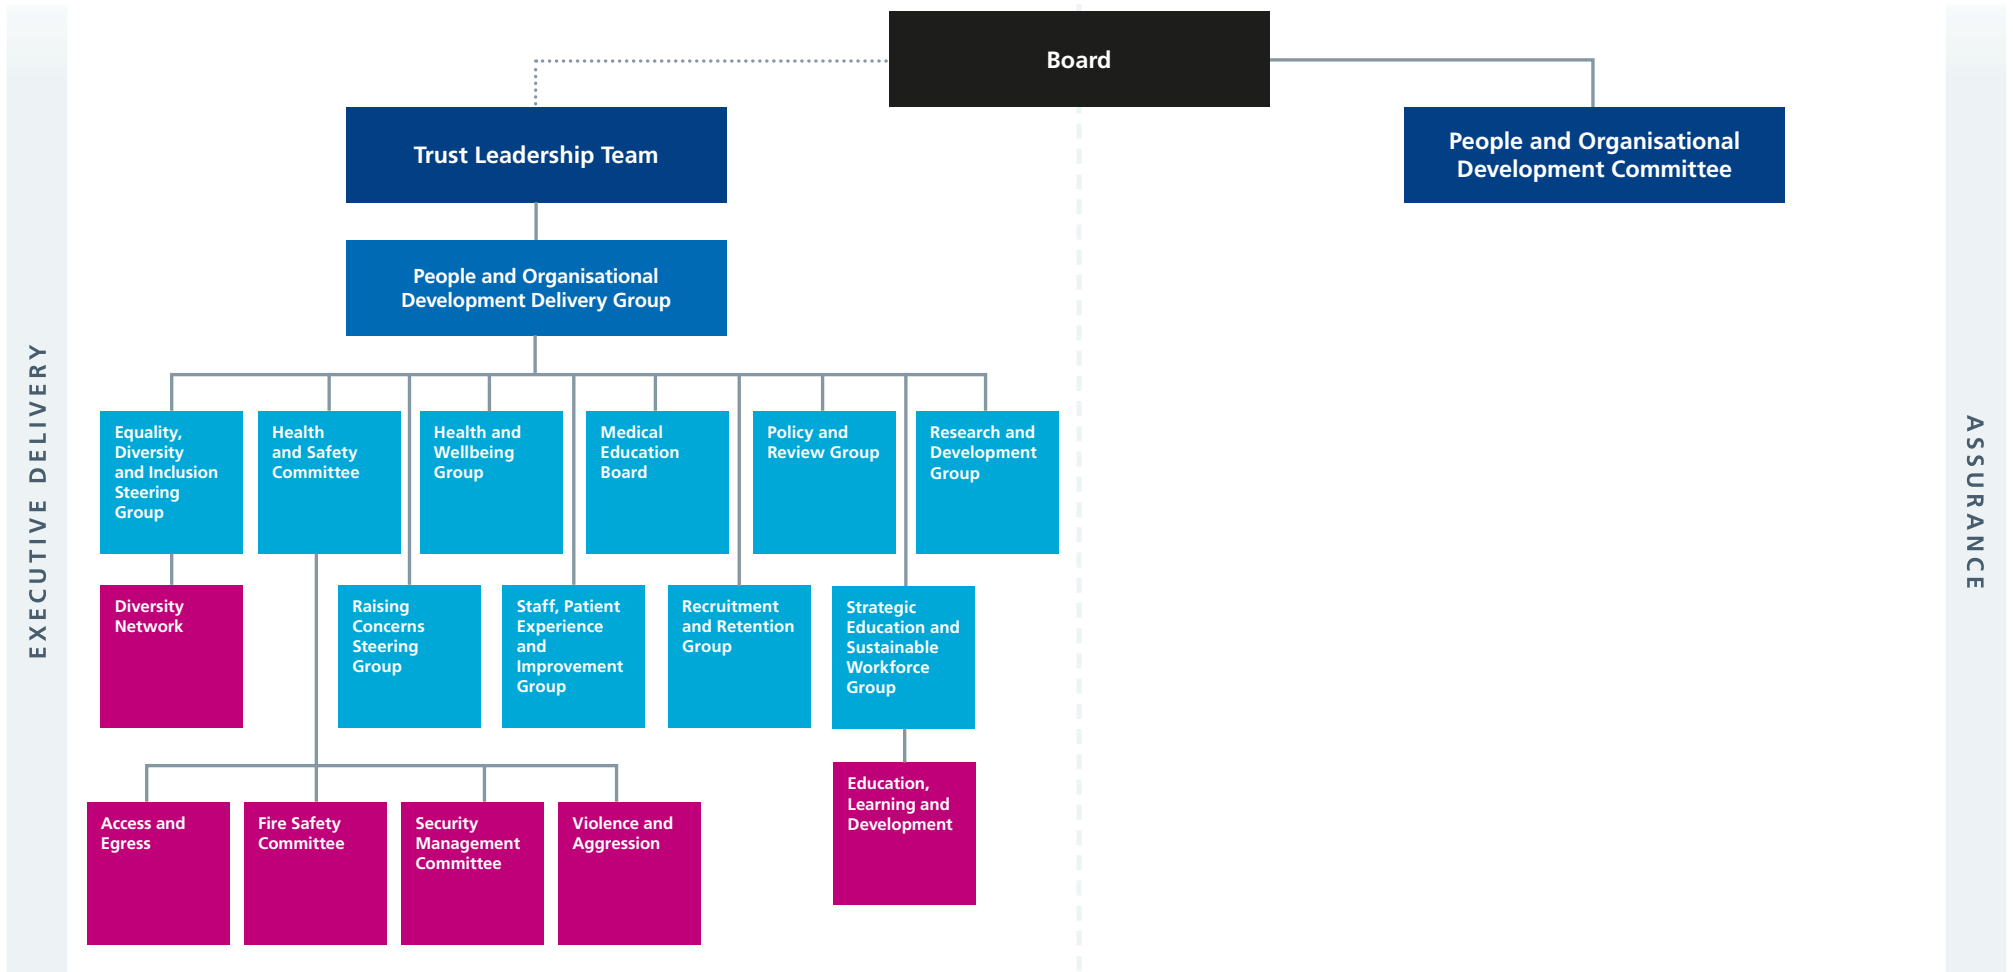 Board
Trust Leadership Team
People and Organisational
Development Committee
People and Organisational
Development Delivery Group
EXECUTIVE DELIVERY
ASSURANCE
Equality,
Diversity
and Inclusion
Steering
Group
Health
and Safety
Committee
Health and
Wellbeing
Group
Medical
Education
Board
Policy and
Review Group
Research and
Development
Group
Diversity
Network
Raising
Concerns
Steering
Group
Staff, Patient
Experience
and
Improvement
Group
Recruitment
and Retention
Group
Strategic
Education and
Sustainable
Workforce
Group
Education,
Learning and
Development
Access and
Egress
Fire Safety
Committee
Security
Management
Committee
Violence and
Aggression